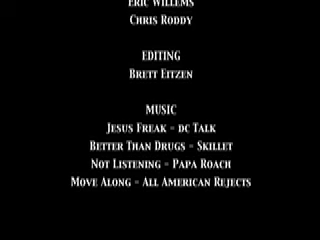 Eric Willems
Chris Roddy
Editing
Brett Eitzen
Music
Jesus Freak - dc Talk
Better Than Drugs - Skillet
Not Listening - Papa Roach
Move Along - All American Rejects